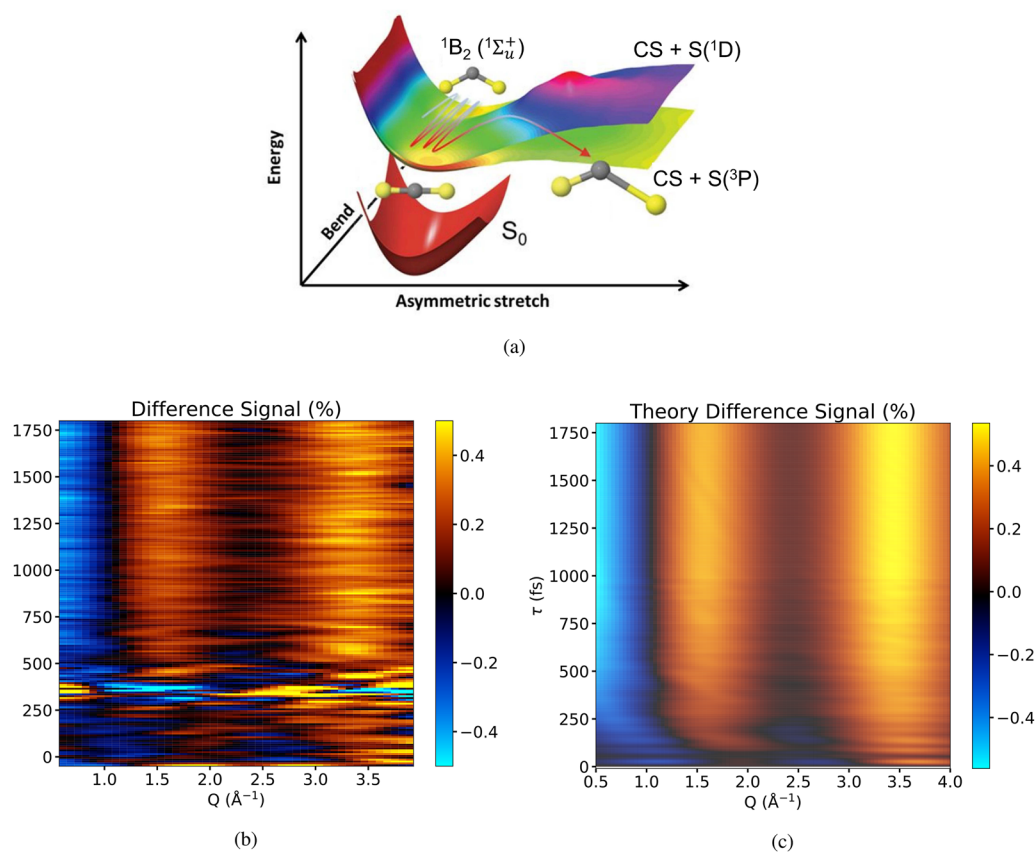 ¹B₂ (¹Σᵤ⁺)
CS + S(¹D)
Energy
CS + S(³P)
Bend
S₀
Asymmetric stretch
(a)
Difference Signal (%)
1750
1500
1250
1000
750
500
250
0
1.0 1.5 2.0 2.5 3.0 3.5
Q (Å⁻¹)
0.4
0.2
0.0
−0.2
−0.4
(b)
Theory Difference Signal (%)
τ (fs)
1750
1500
1250
1000
750
500
250
0
0.5 1.0 1.5 2.0 2.5 3.0 3.5 4.0
Q (Å⁻¹)
0.4
0.2
0.0
−0.2
−0.4
(c)